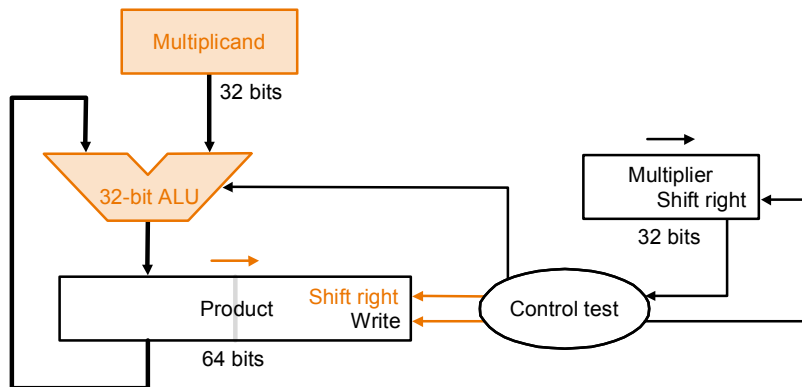 Multiplicand
32 bits
32-bit ALU
Multiplier
Shift right
32 bits
Product
Shift right
Write
Control test
64 bits